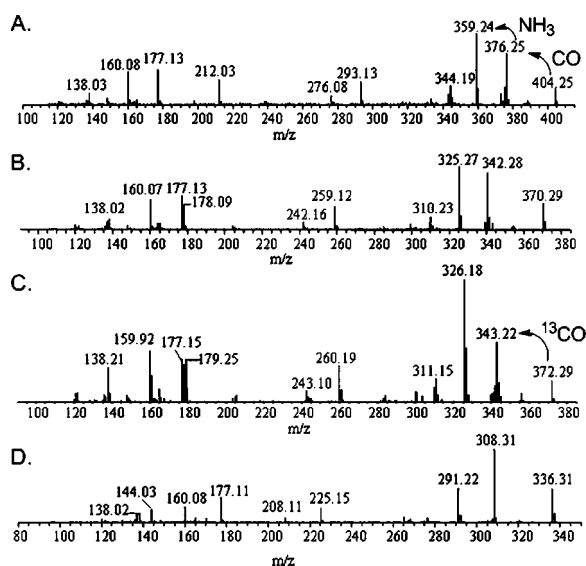 A.
138.03 160.08 177.13 212.03 276.08 293.13 344.19 359.24 376.25 404.25 NH3 CO
100 120 140 160 180 200 220 240 260 280 300 320 340 360 380 400
m/z
B.
138.02 160.07 177.13 178.09 242.16 259.12 310.23 325.27 342.28 370.29
100 120 140 160 180 200 220 240 260 280 300 320 340 360 380
m/z
C.
138.21 159.92 177.15 179.25 243.10 260.19 311.15 326.18 343.22 372.29 13CO
100 120 140 160 180 200 220 240 260 280 300 320 340 360 380
m/z
D.
138.02 144.03 160.08 177.11 208.11 225.15 291.22 308.31 336.31
80 100 120 140 160 180 200 220 240 260 280 300 320 340
m/z